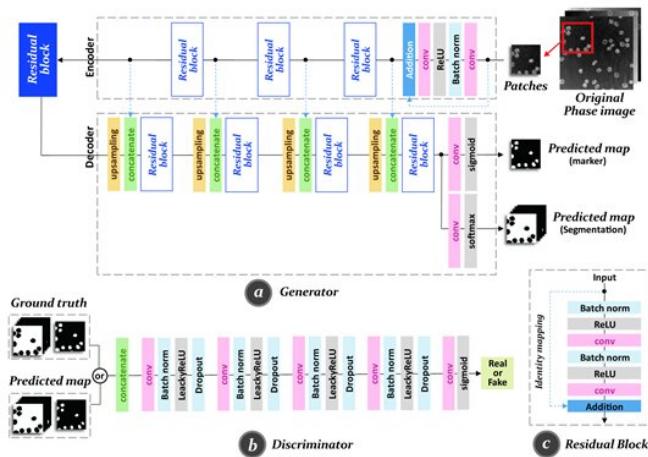 Residual block
Encoder
Residual block
Residual block
Residual block
Addition
conv
ReLU
Batch norm
conv
Patches
Original
Phase image
Decoder
upsampling
concatenate
Residual block
upsampling
concatenate
Residual block
upsampling
concatenate
Residual block
upsampling
concatenate
Residual block
conv
sigmoid
Predicted map
(marker)
conv
softmax
Predicted map
(Segmentation)
a Generator
Ground truth
Predicted map
or
concatenate
conv
Batch norm
LeackyReLU
Dropout
conv
Batch norm
LeackyReLU
Dropout
conv
Batch norm
LeackyReLU
Dropout
conv
Batch norm
LeackyReLU
Dropout
conv
sigmoid
Real
or
Fake
b Discriminator
Input
Identity mapping
Batch norm
ReLU
conv
Batch norm
ReLU
conv
Addition
c Residual Block